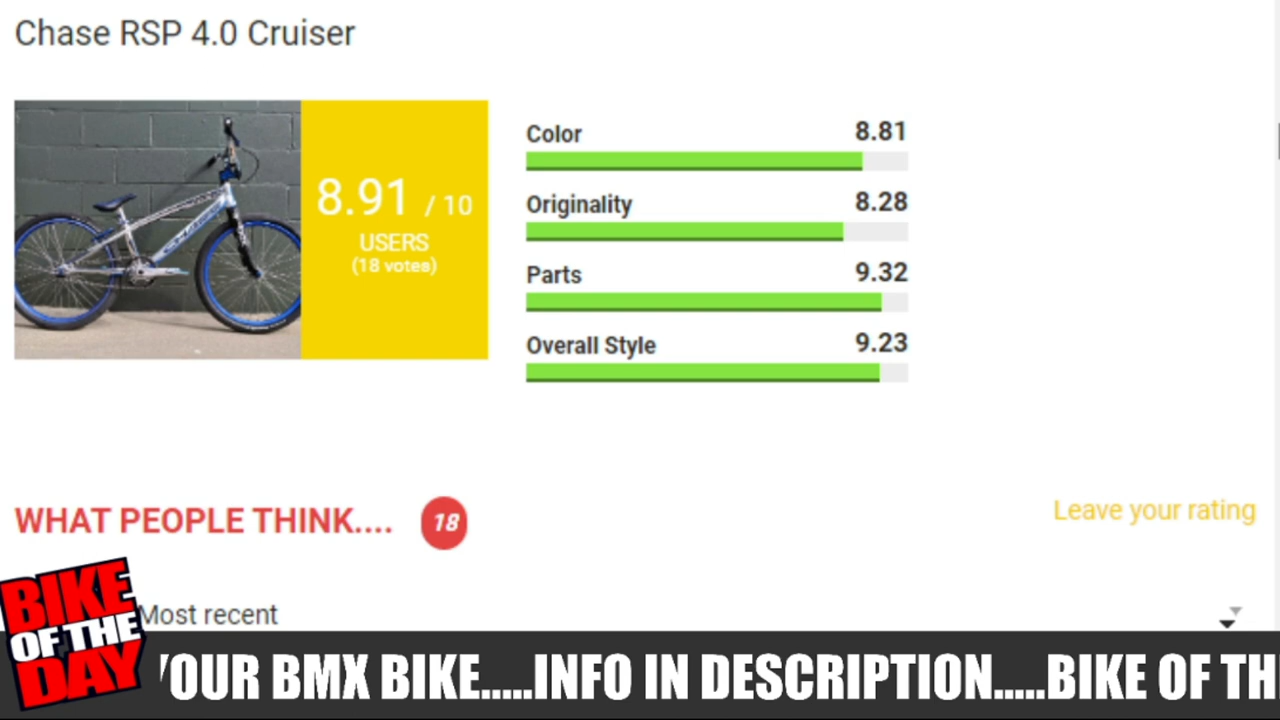 Chase RSP 4.0 Cruiser
8.91 / 10
USERS
(18 votes)
Color 8.81
Originality 8.28
Parts 9.32
Overall Style 9.23
WHAT PEOPLE THINK.... 18
Leave your rating
Most recent
BIKE
OF THE
DAY
YOUR BMX BIKE.....INFO IN DESCRIPTION.....BIKE OF TH